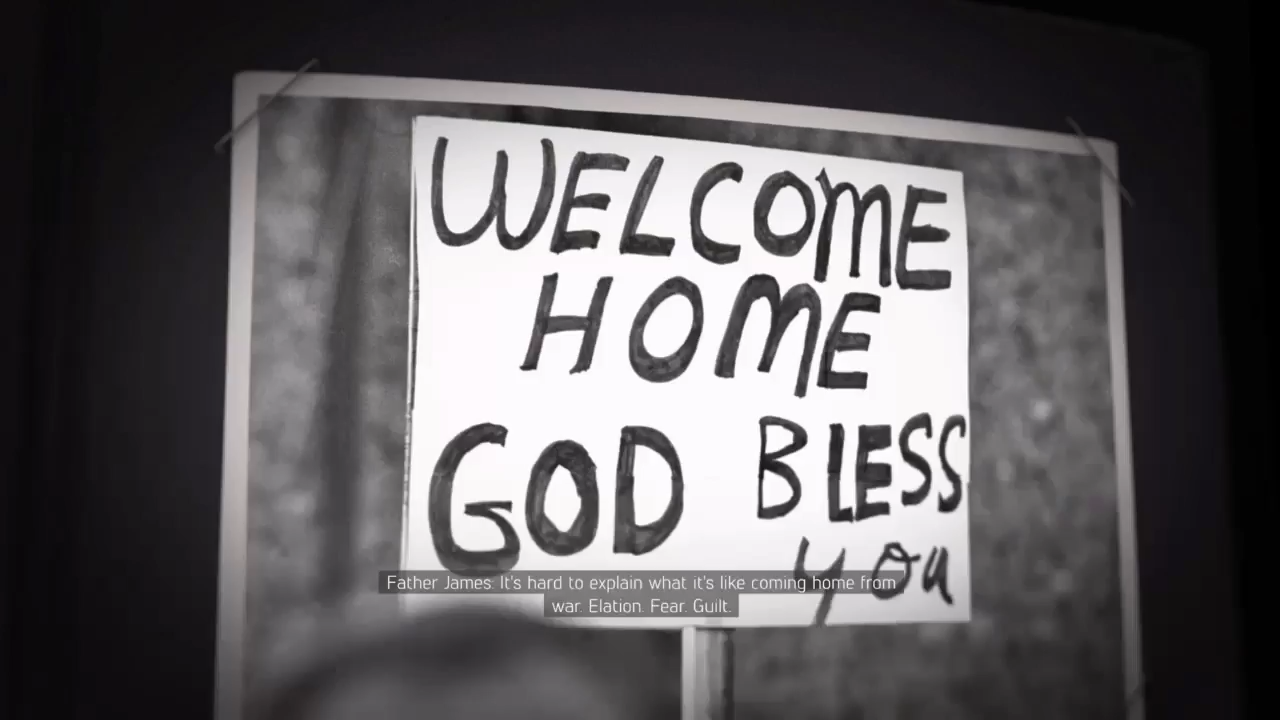 WELCOME
HOME
GOD BLESS
you
Father James: It's hard to explain what it's like coming home from
war. Elation. Fear. Guilt.